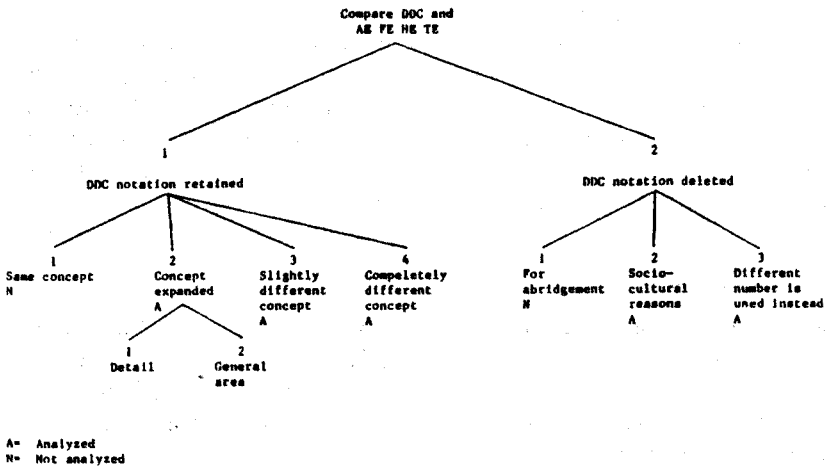 Compare DDC and
AE FE HE TE
1
2
DDC notation retained
DDC notation deleted
1
2
3
4
1
2
3
Same concept
N
Concept
expanded
A
Slightly
different
concept
A
Compeletely
different
concept
A
For
abridgement
N
Socio-
cultural
reasons
A
Different
number is
used instead
A
1
Detail
2
General
area
A= Analyzed
N= Not analyzed